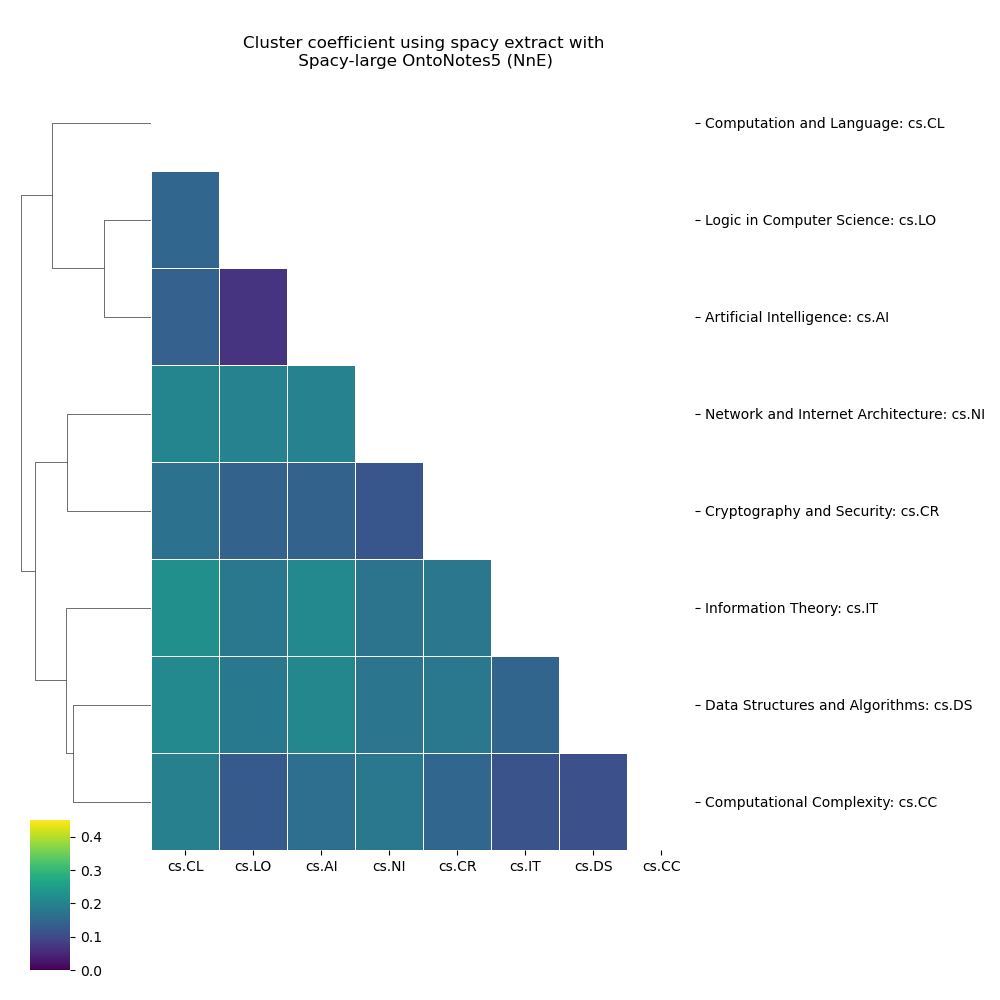 Cluster coefficient using spacy extract with
Spacy-large OntoNotes5 (NnE)
Computation and Language: cs.CL
Logic in Computer Science: cs.LO
Artificial Intelligence: cs.AI
Network and Internet Architecture: cs.NI
Cryptography and Security: cs.CR
Information Theory: cs.IT
Data Structures and Algorithms: cs.DS
Computational Complexity: cs.CC
cs.CL cs.LO cs.AI cs.NI cs.CR cs.IT cs.DS cs.CC
0.4
0.3
0.2
0.1
0.0